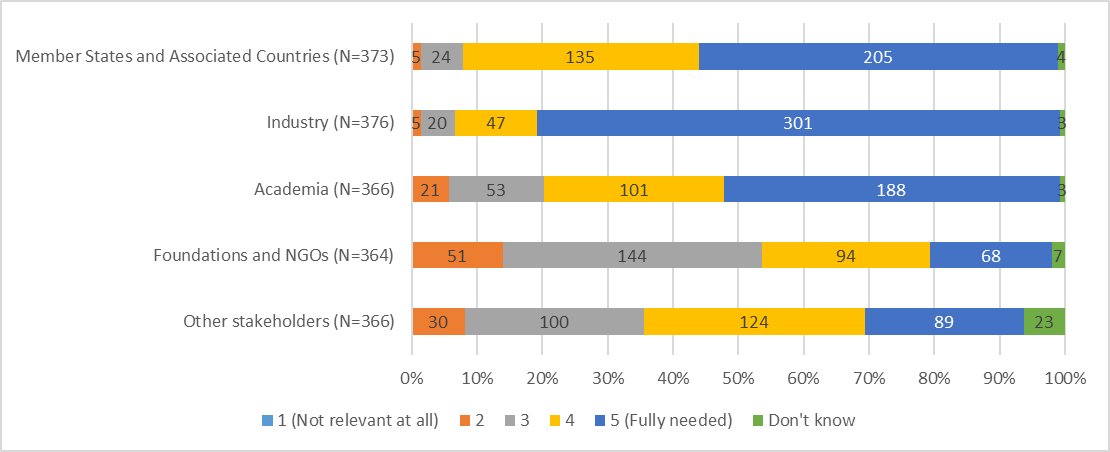 Member States and Associated Countries (N=373) 5 24 135 205 4
Industry (N=376) 5 20 47 301 3
Academia (N=366) 21 53 101 188 3
Foundations and NGOs (N=364) 51 144 94 68 7
Other stakeholders (N=366) 30 100 124 89 23
0% 10% 20% 30% 40% 50% 60% 70% 80% 90% 100%
1 (Not relevant at all) 2 3 4 5 (Fully needed) Don't know